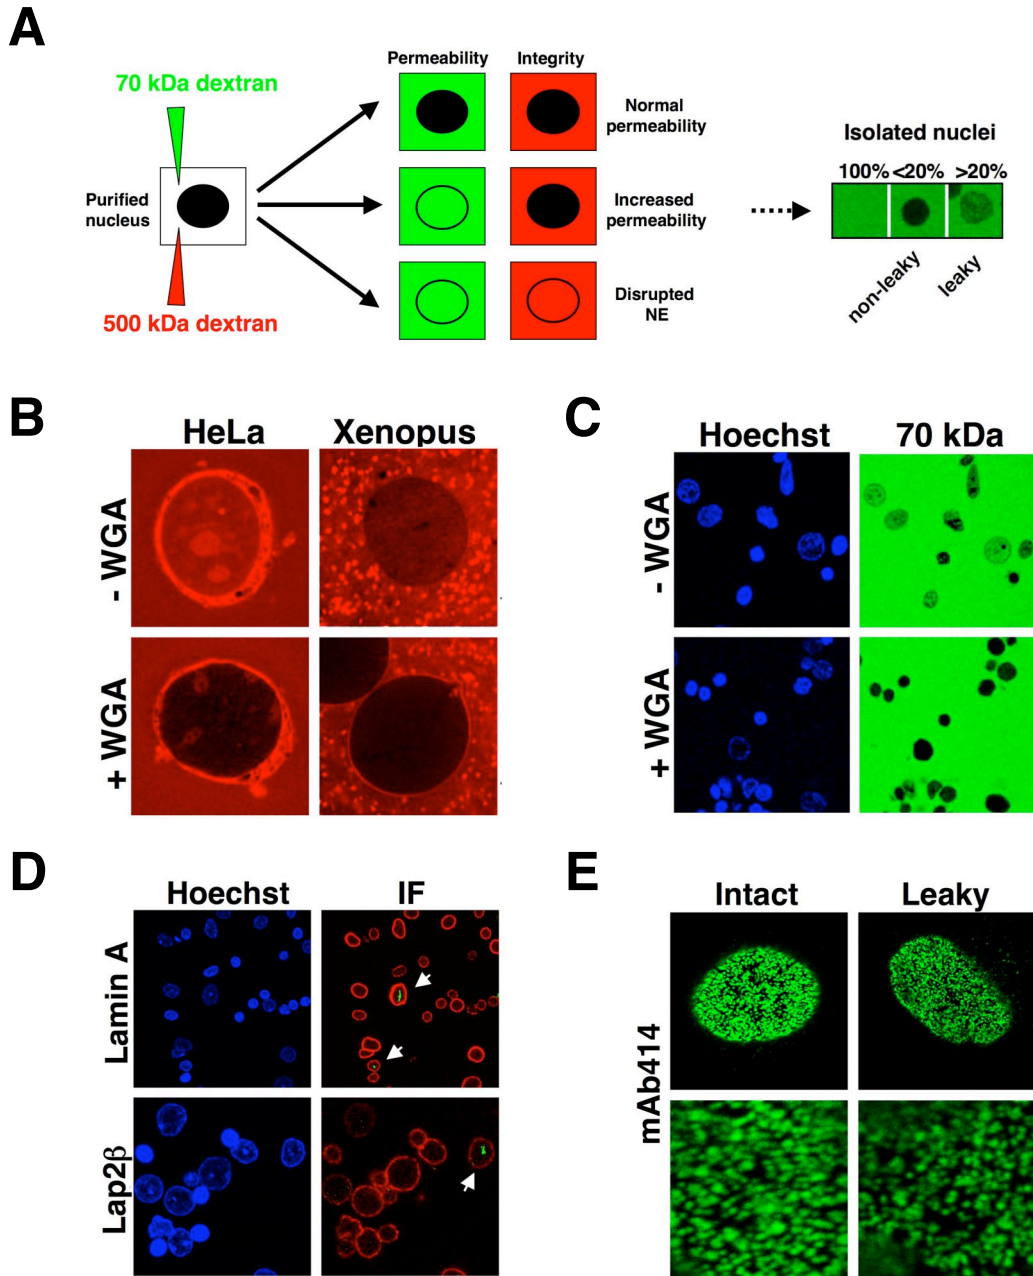 A
Permeability Integrity
70 kDa dextran
Normal
permeability
Isolated nuclei
100% <20% >20%
Purified
nucleus
Increased
permeability
non-leaky
leaky
Disrupted
NE
500 kDa dextran
B
HeLa Xenopus
- WGA
+ WGA
C
Hoechst 70 kDa
- WGA
+ WGA
D
Hoechst IF
Lamin A
Lap2β
E
Intact Leaky
mAb414